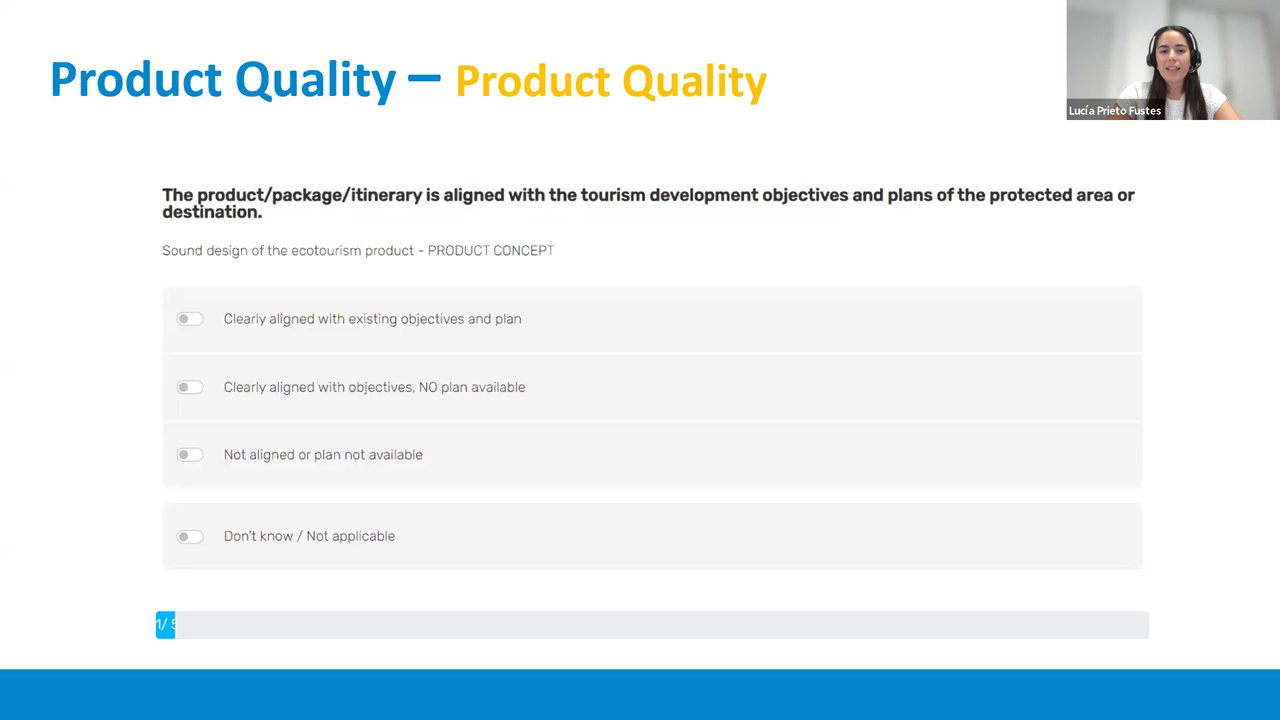 Product Quality – Product Quality
Lucía Prieto Fustes
The product/package/itinerary is aligned with the tourism development objectives and plans of the protected area or
destination.
Sound design of the ecotourism product - PRODUCT CONCEPT
Clearly aligned with existing objectives and plan
Clearly aligned with objectives, NO plan available
Not aligned or plan not available
Don't know / Not applicable
1/ 5